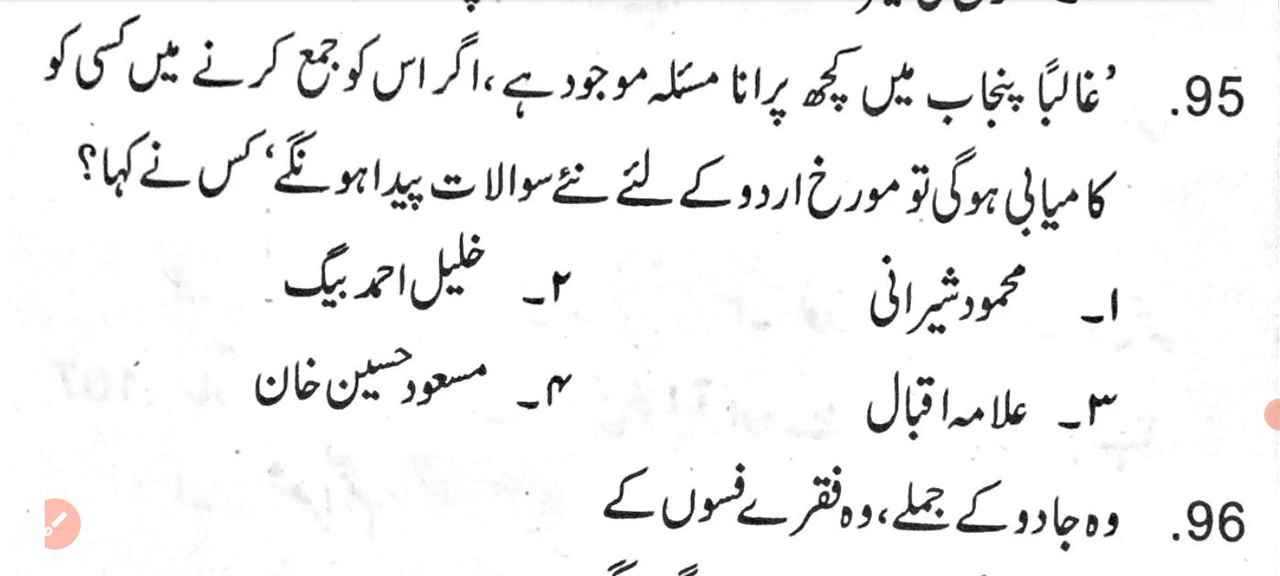 95. ’غالباً پنجاب میں کچھ پرانا مسئلہ موجود ہے، اگر اس کو جمع کرنے میں کسی کو
کامیابی ہوگی تو مورخ اردو کے لئے نئے سوالات پیدا ہونگے‘ کس نے کہا؟
۱۔ محمود شیرانی ۲۔ خلیل احمد بیگ
۳۔ علامہ اقبال ۴۔ مسعود حسین خان
96. وہ جادو کے جملے، وہ فقرے فسوں کے